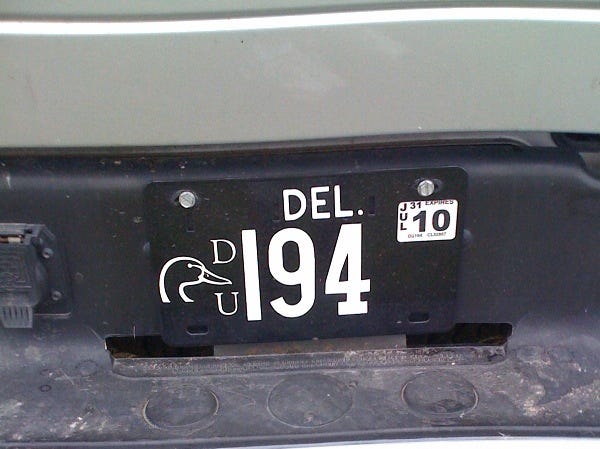 DEL.
D
U
194
JUL 31 EXPIRES
10